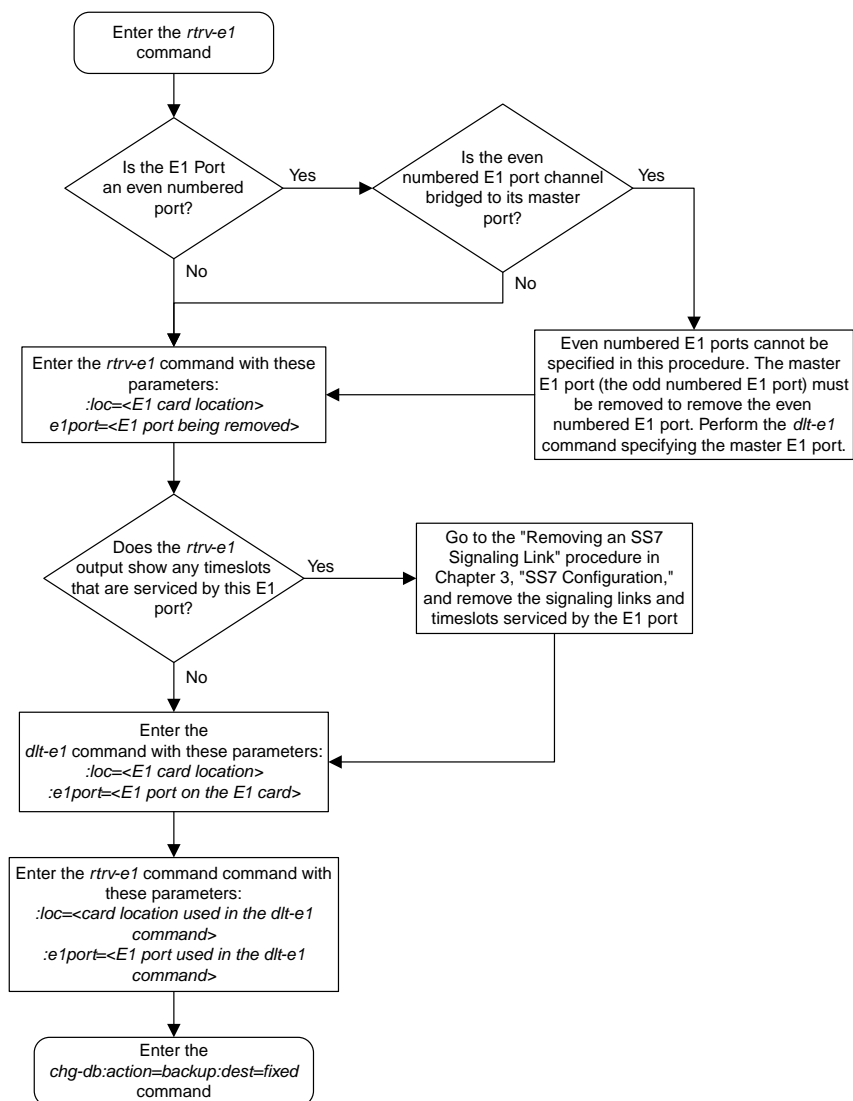 Enter the rtrv-e1
command
Is the E1 Port
an even numbered
port?
Yes
Is the even
numbered E1 port channel
bridged to its master
port?
Yes
No
No
Enter the rtrv-e1 command with these
parameters:
:loc=<E1 card location>
e1port=<E1 port being removed>
Even numbered E1 ports cannot be
specified in this procedure. The master
E1 port (the odd numbered E1 port) must
be removed to remove the even
numbered E1 port. Perform the dlt-e1
command specifying the master E1 port.
Does the rtrv-e1
output show any timeslots
that are serviced by this E1
port?
Yes
Go to the "Removing an SS7
Signaling Link" procedure in
Chapter 3, "SS7 Configuration,"
and remove the signaling links and
timeslots serviced by the E1 port
No
Enter the
dlt-e1 command with these parameters:
:loc=<E1 card location>
:e1port=<E1 port on the E1 card>
Enter the rtrv-e1 command command with
these parameters:
:loc=<card location used in the dlt-e1
command>
:e1port=<E1 port used in the dlt-e1
command>
Enter the
chg-db:action=backup:dest=fixed
command